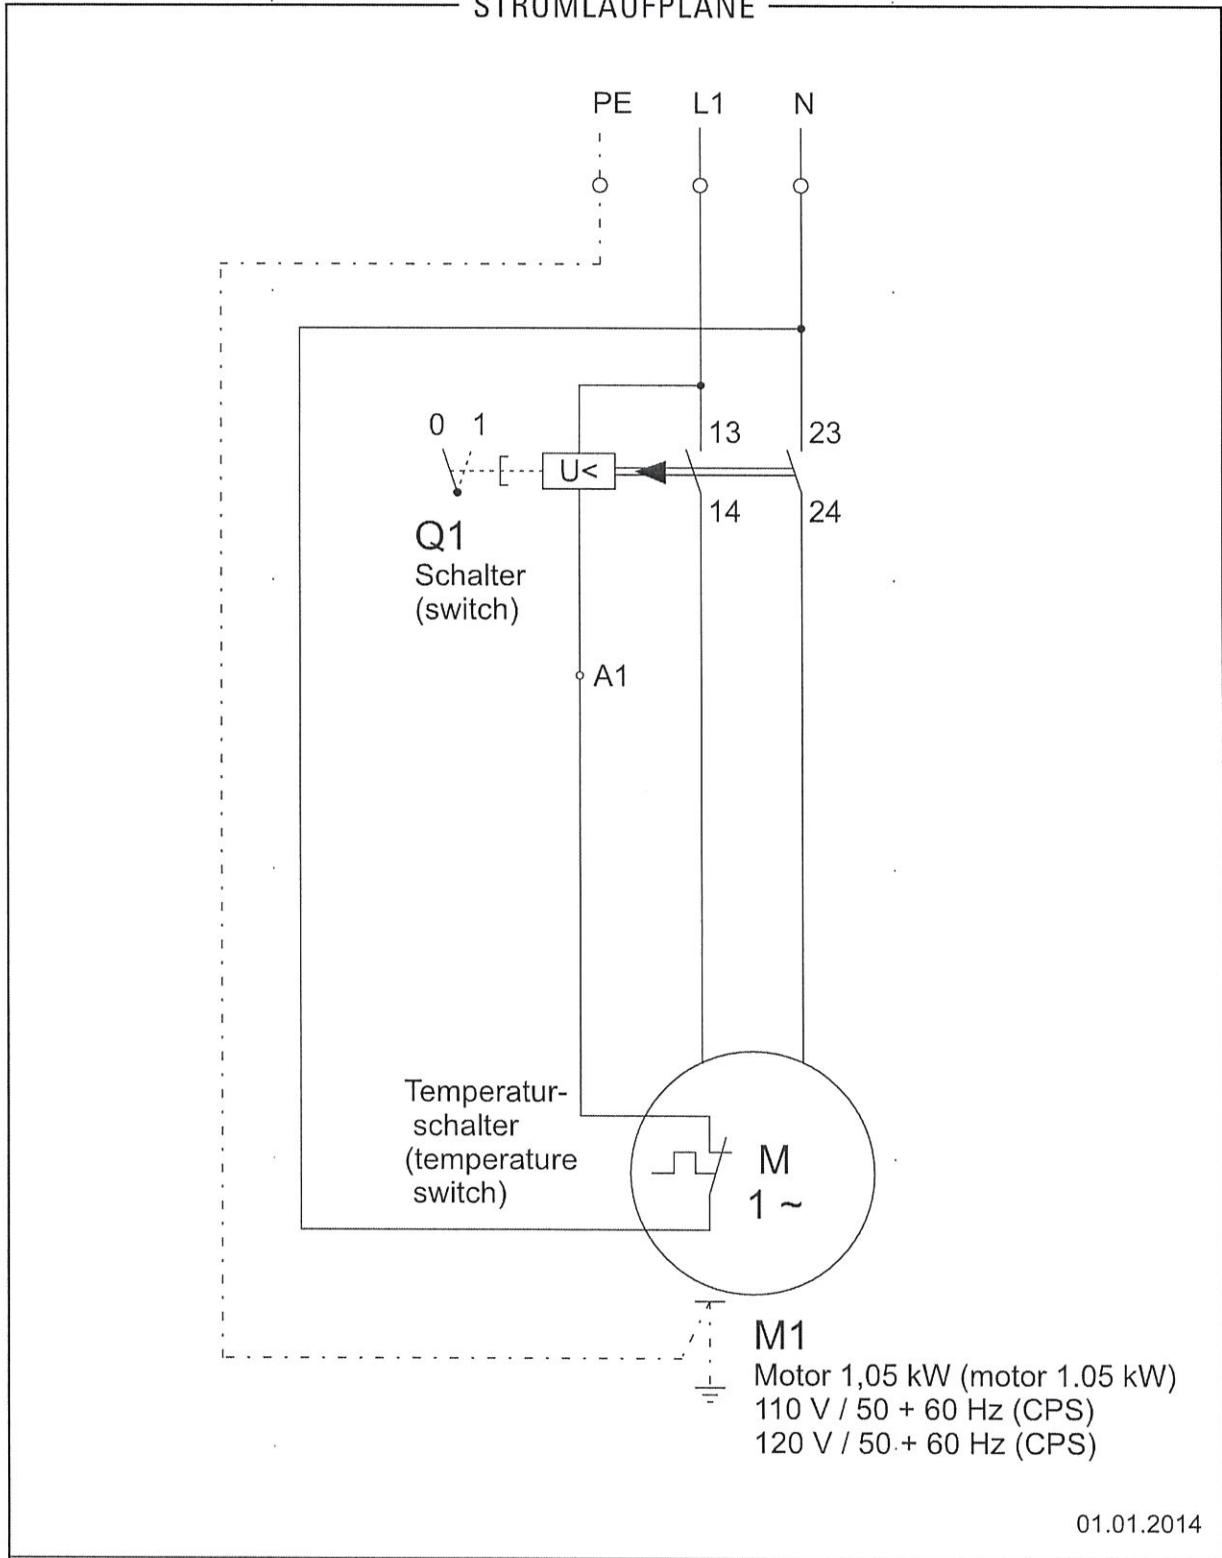 STROMLAUFPLÄNE
PE L1 N
0 1
13 23
U<
14 24
Q1
Schalter
(switch)
A1
Temperatur-
schalter
(temperature
switch)
M
1 ~
M1
Motor 1,05 kW (motor 1.05 kW)
110 V / 50 + 60 Hz (CPS)
120 V / 50 + 60 Hz (CPS)
01.01.2014